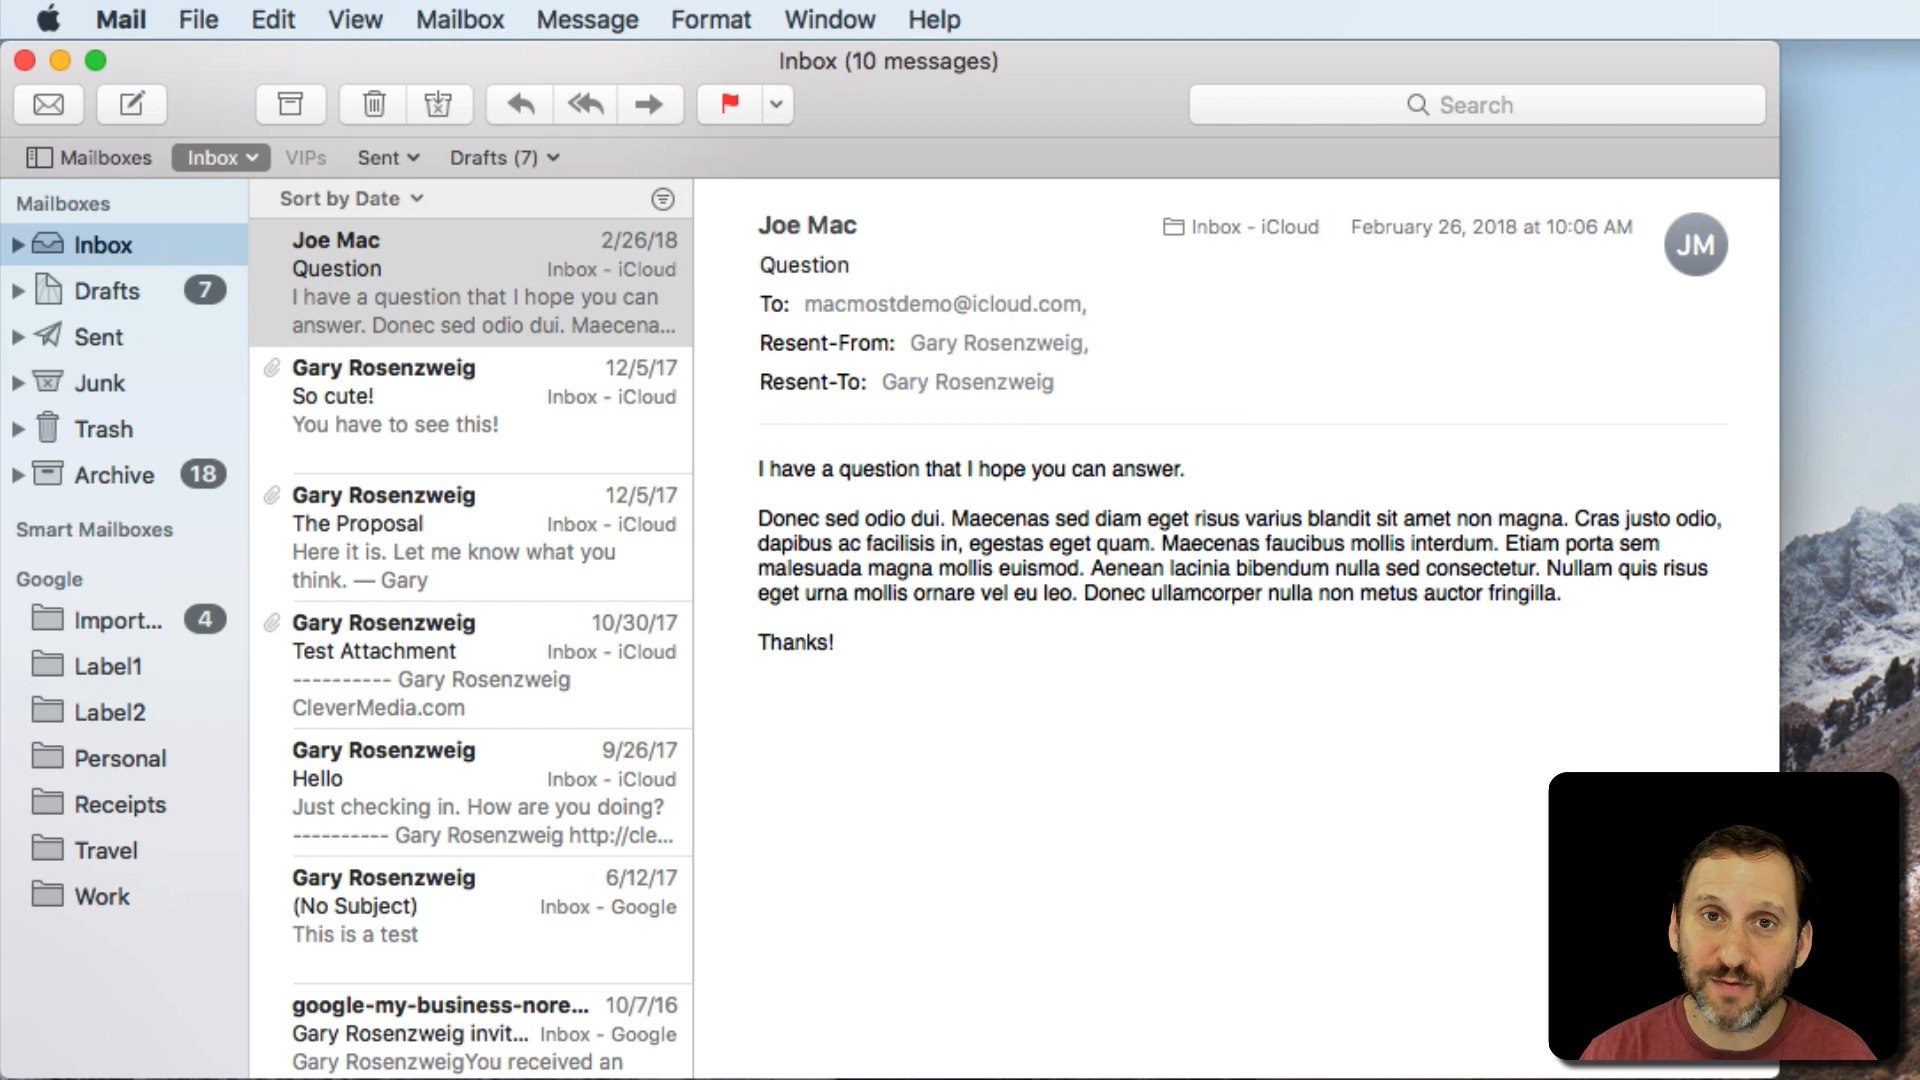 Mail File Edit View Mailbox Message Format Window Help
Inbox (10 messages)
Search
Mailboxes Inbox VIPs Sent Drafts (7)
Mailboxes
Inbox
Drafts 7
Sent
Junk
Trash
Archive 18
Smart Mailboxes
Google
Import... 4
Label1
Label2
Personal
Receipts
Travel
Work
Sort by Date
Joe Mac 2/26/18
Question Inbox - iCloud
I have a question that I hope you can
answer. Donec sed odio dui. Maecena...
Gary Rosenzweig 12/5/17
So cute! Inbox - iCloud
You have to see this!
Gary Rosenzweig 12/5/17
The Proposal Inbox - iCloud
Here it is. Let me know what you
think. — Gary
Gary Rosenzweig 10/30/17
Test Attachment Inbox - iCloud
---------- Gary Rosenzweig
CleverMedia.com
Gary Rosenzweig 9/26/17
Hello Inbox - iCloud
Just checking in. How are you doing?
---------- Gary Rosenzweig http://cle...
Gary Rosenzweig 6/12/17
(No Subject) Inbox - Google
This is a test
google-my-business-nore... 10/7/16
Gary Rosenzweig invit... Inbox - Google
Gary RosenzweigYou received an
Joe Mac Inbox - iCloud February 26, 2018 at 10:06 AM JM
Question
To: macmostdemo@icloud.com,
Resent-From: Gary Rosenzweig,
Resent-To: Gary Rosenzweig
I have a question that I hope you can answer.
Donec sed odio dui. Maecenas sed diam eget risus varius blandit sit amet non magna. Cras justo odio,
dapibus ac facilisis in, egestas eget quam. Maecenas faucibus mollis interdum. Etiam porta sem
malesuada magna mollis euismod. Aenean lacinia bibendum nulla sed consectetur. Nullam quis risus
eget urna mollis ornare vel eu leo. Donec ullamcorper nulla non metus auctor fringilla.
Thanks!